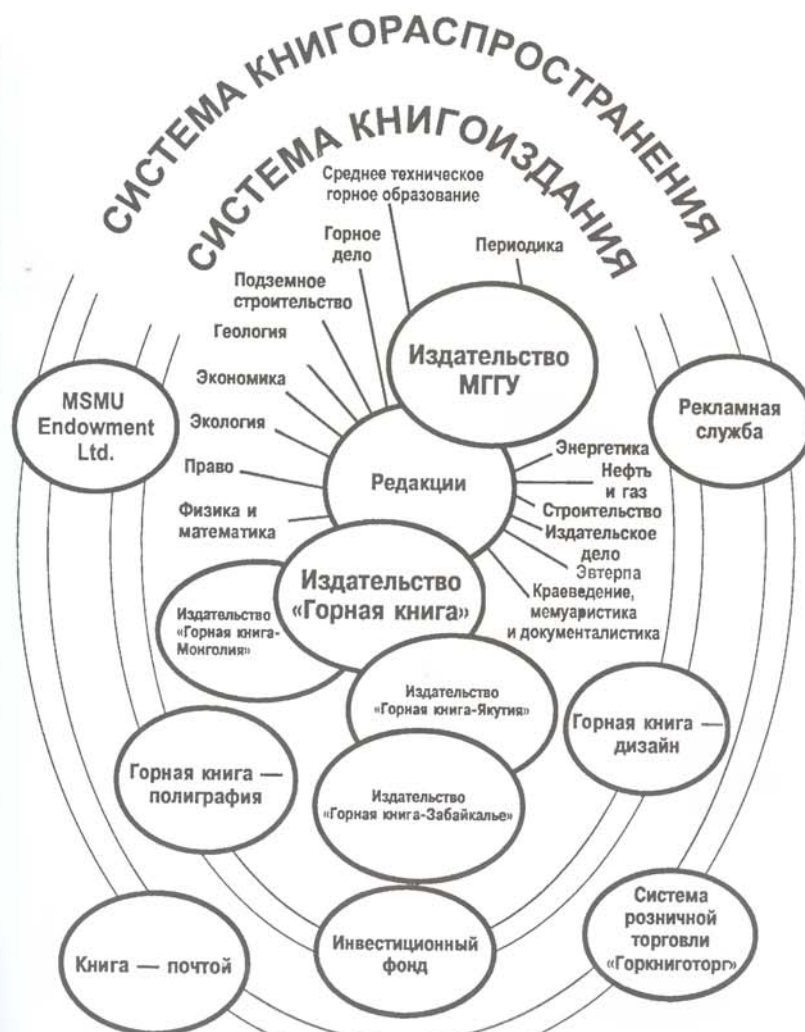 СИСТЕМА КНИГОРАСПРОСТРАНЕНИЯ
СИСТЕМА КНИГОИЗДАНИЯ
Среднее техническое
горное образование
Горное
дело
Периодика
Подземное
строительство
Геология
Издательство
МГГУ
Экономика
MSMU
Endowment
Ltd.
Рекламная
служба
Экология
Право
Редакции
Энергетика
Нефть
и газ
Физика и
математика
Строительство
Издательское
дело
Эвтерпа
Краеведение,
мемуаристика
и документалистика
Издательство
«Горная книга»
Издательство
«Горная книга-
Монголия»
Издательство
«Горная книга-Якутия»
Горная книга —
дизайн
Горная книга —
полиграфия
Издательство
«Горная книга-Забайкалье»
Система
розничной
торговли
«Горкниготорг»
Инвестиционный
фонд
Книга — почтой